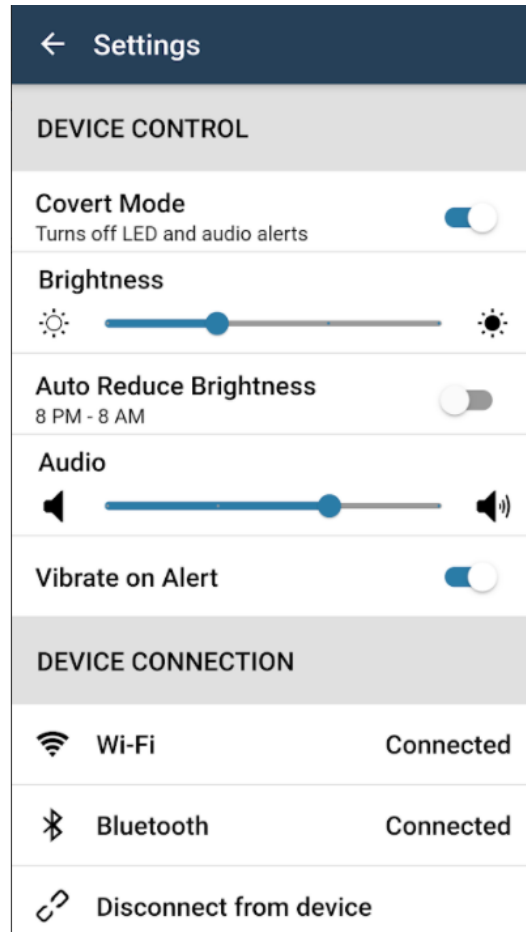 Settings
DEVICE CONTROL
Covert Mode
Turns off LED and audio alerts
Brightness
Auto Reduce Brightness
8 PM - 8 AM
Audio
Vibrate on Alert
DEVICE CONNECTION
Wi-Fi Connected
Bluetooth Connected
Disconnect from device